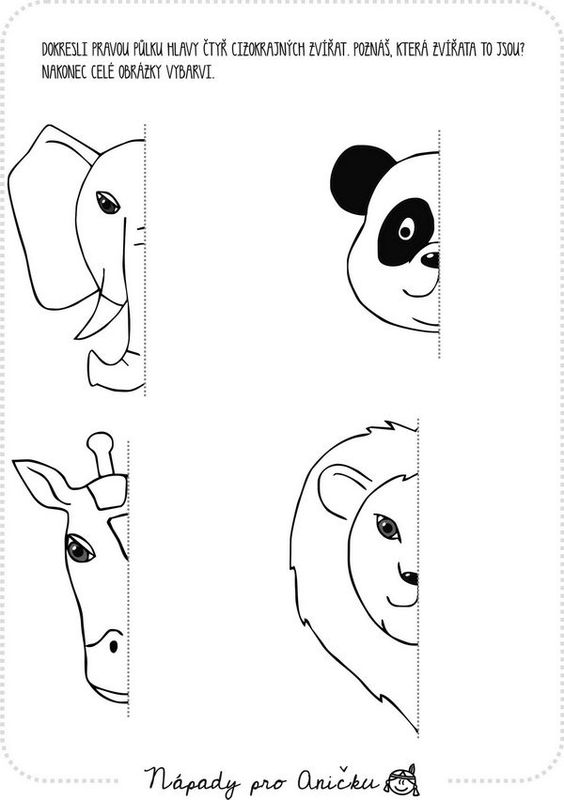 DOKRESLI PRAVOU PŮLKU HLAVY ČTYŘ CIZOKRAJNÝCH ZVÍŘAT. POZNÁŠ, KTERÁ ZVÍŘATA TO JSOU?
NAKONEC CELÉ OBRÁZKY VYBARVI.
Nápady pro Aničku